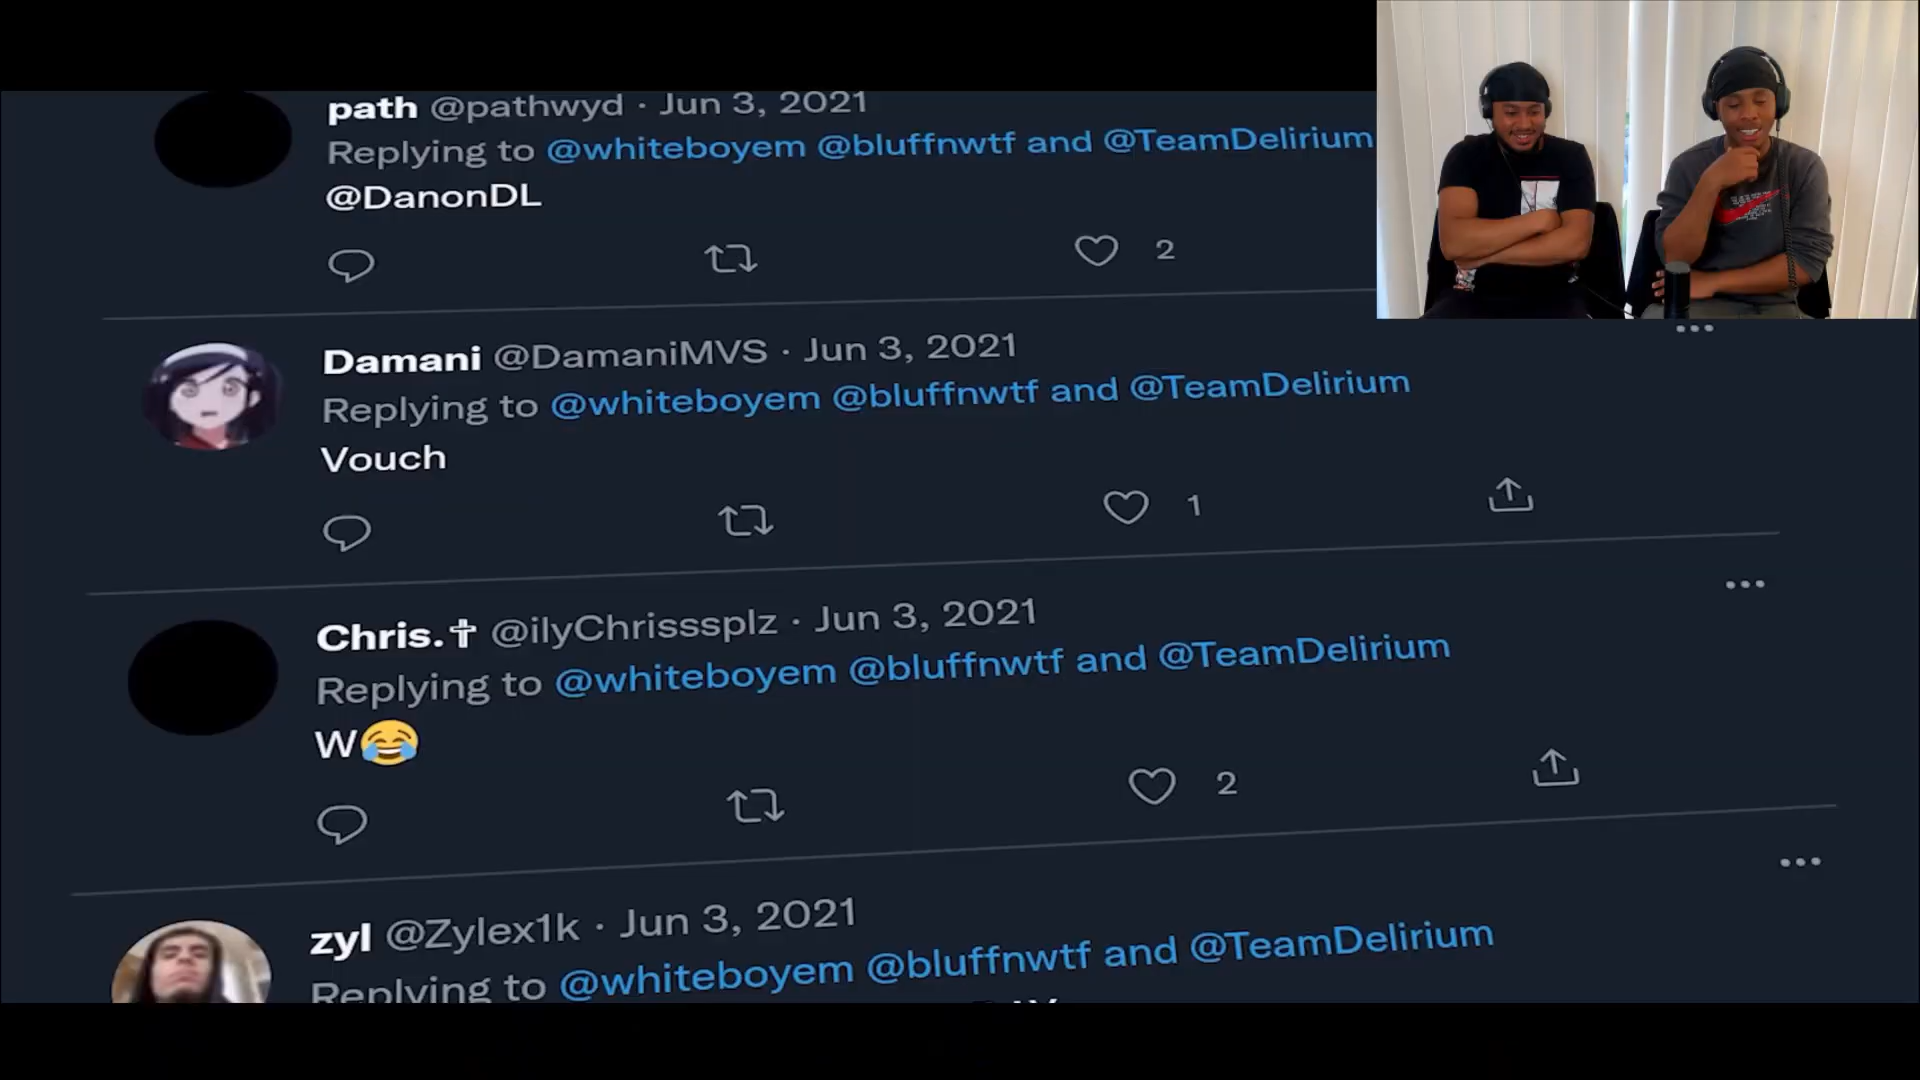 path @pathwyd · Jun 3, 2021
Replying to @whiteboyem @bluffnwtf and @TeamDelirium
@DanonDL
2
Damani @DamaniMVS · Jun 3, 2021
Replying to @whiteboyem @bluffnwtf and @TeamDelirium
Vouch
1
Chris.✝ @ilyChrisssplz · Jun 3, 2021
Replying to @whiteboyem @bluffnwtf and @TeamDelirium
W😂
2
zyl @Zylex1k · Jun 3, 2021
Replying to @whiteboyem @bluffnwtf and @TeamDelirium